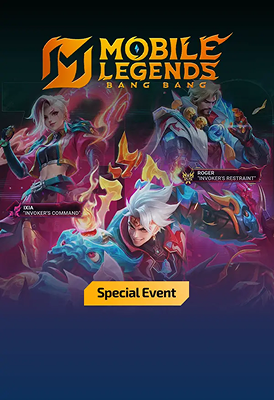 MOBILE
LEGENDS
BANG BANG
ROGER
"INVOKER'S RESTRAINT"
IXIA
"INVOKER'S COMMAND"
Special Event